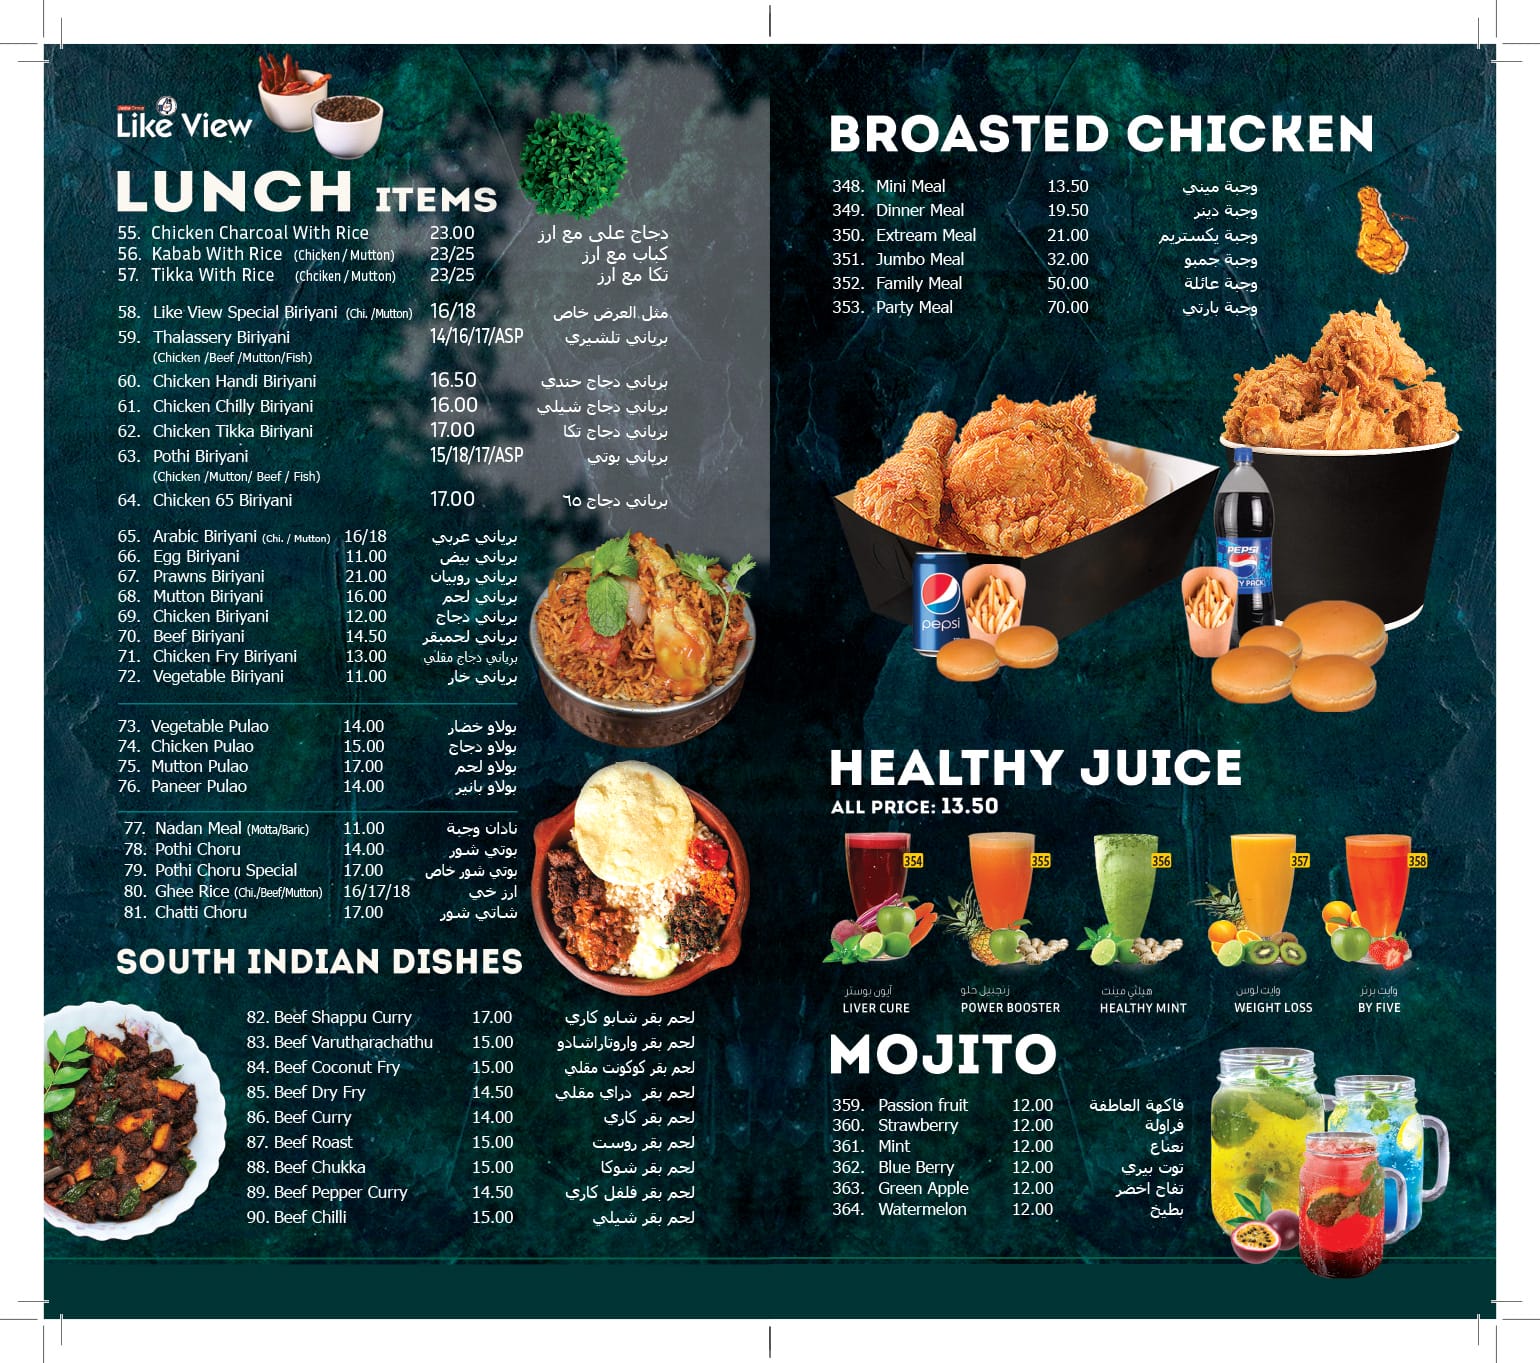 Like View
LUNCH ITEMS
55. Chicken Charcoal With Rice 23.00 دجاج على مع ارز
56. Kabab With Rice (Chicken / Mutton) 23/25 كباب مع ارز
57. Tikka With Rice (Chciken / Mutton) 23/25 تكا مع ارز
58. Like View Special Biriyani (Chi. /Mutton) 16/18 مثل العرض خاص
59. Thalassery Biriyani 14/16/17/ASP برياني تلشيري
(Chicken /Beef /Mutton/Fish)
60. Chicken Handi Biriyani 16.50 برياني دجاج حندي
61. Chicken Chilly Biriyani 16.00 برياني دجاج شيلي
62. Chicken Tikka Biriyani 17.00 برياني دجاج تكا
63. Pothi Biriyani 15/18/17/ASP برياني بوتي
(Chicken /Mutton/ Beef / Fish)
64. Chicken 65 Biriyani 17.00 برياني دجاج ٦٥
65. Arabic Biriyani (Chi. / Mutton) 16/18 برياني عربي
66. Egg Biriyani 11.00 برياني بيض
67. Prawns Biriyani 21.00 برياني روبيان
68. Mutton Biriyani 16.00 برياني لحم
69. Chicken Biriyani 12.00 برياني دجاج
70. Beef Biriyani 14.50 برياني لحمبقر
71. Chicken Fry Biriyani 13.00 برياني دجاج مقلي
72. Vegetable Biriyani 11.00 برياني خار
73. Vegetable Pulao 14.00 بولاو خضار
74. Chicken Pulao 15.00 بولاو دجاج
75. Mutton Pulao 17.00 بولاو لحم
76. Paneer Pulao 14.00 بولاو بانير
77. Nadan Meal (Motta/Baric) 11.00 نادان وجبة
78. Pothi Choru 14.00 بوتي شور
79. Pothi Choru Special 17.00 بوتي شور خاص
80. Ghee Rice (Chi./Beef/Mutton) 16/17/18 ارز خي
81. Chatti Choru 17.00 شاتي شور
SOUTH INDIAN DISHES
82. Beef Shappu Curry 17.00 لحم بقر شابو كاري
83. Beef Varutharachathu 15.00 لحم بقر واروتاراشادو
84. Beef Coconut Fry 15.00 لحم بقر كوكونت مقلي
85. Beef Dry Fry 14.50 لحم بقر دراي مقلي
86. Beef Curry 14.00 لحم بقر كاري
87. Beef Roast 15.00 لحم بقر روست
88. Beef Chukka 15.00 لحم بقر شوكا
89. Beef Pepper Curry 14.50 لحم بقر فلفل كاري
90. Beef Chilli 15.00 لحم بقر شيلي
BROASTED CHICKEN
348. Mini Meal 13.50 وجبة ميني
349. Dinner Meal 19.50 وجبة دينر
350. Extream Meal 21.00 وجبة يكستريم
351. Jumbo Meal 32.00 وجبة جمبو
352. Family Meal 50.00 وجبة عائلة
353. Party Meal 70.00 وجبة بارتي
PEPSI
pepsi
HEALTHY JUICE
ALL PRICE: 13.50
354 355 356 357 358
آيون بوستر زنجبيل حلو هيلثي مينت وايت لوس وايت برتر
LIVER CURE POWER BOOSTER HEALTHY MINT WEIGHT LOSS BY FIVE
MOJITO
359. Passion fruit 12.00 فاكهة العاطفة
360. Strawberry 12.00 فراولة
361. Mint 12.00 نعناع
362. Blue Berry 12.00 توت بيري
363. Green Apple 12.00 تفاح اخضر
364. Watermelon 12.00 بطيخ